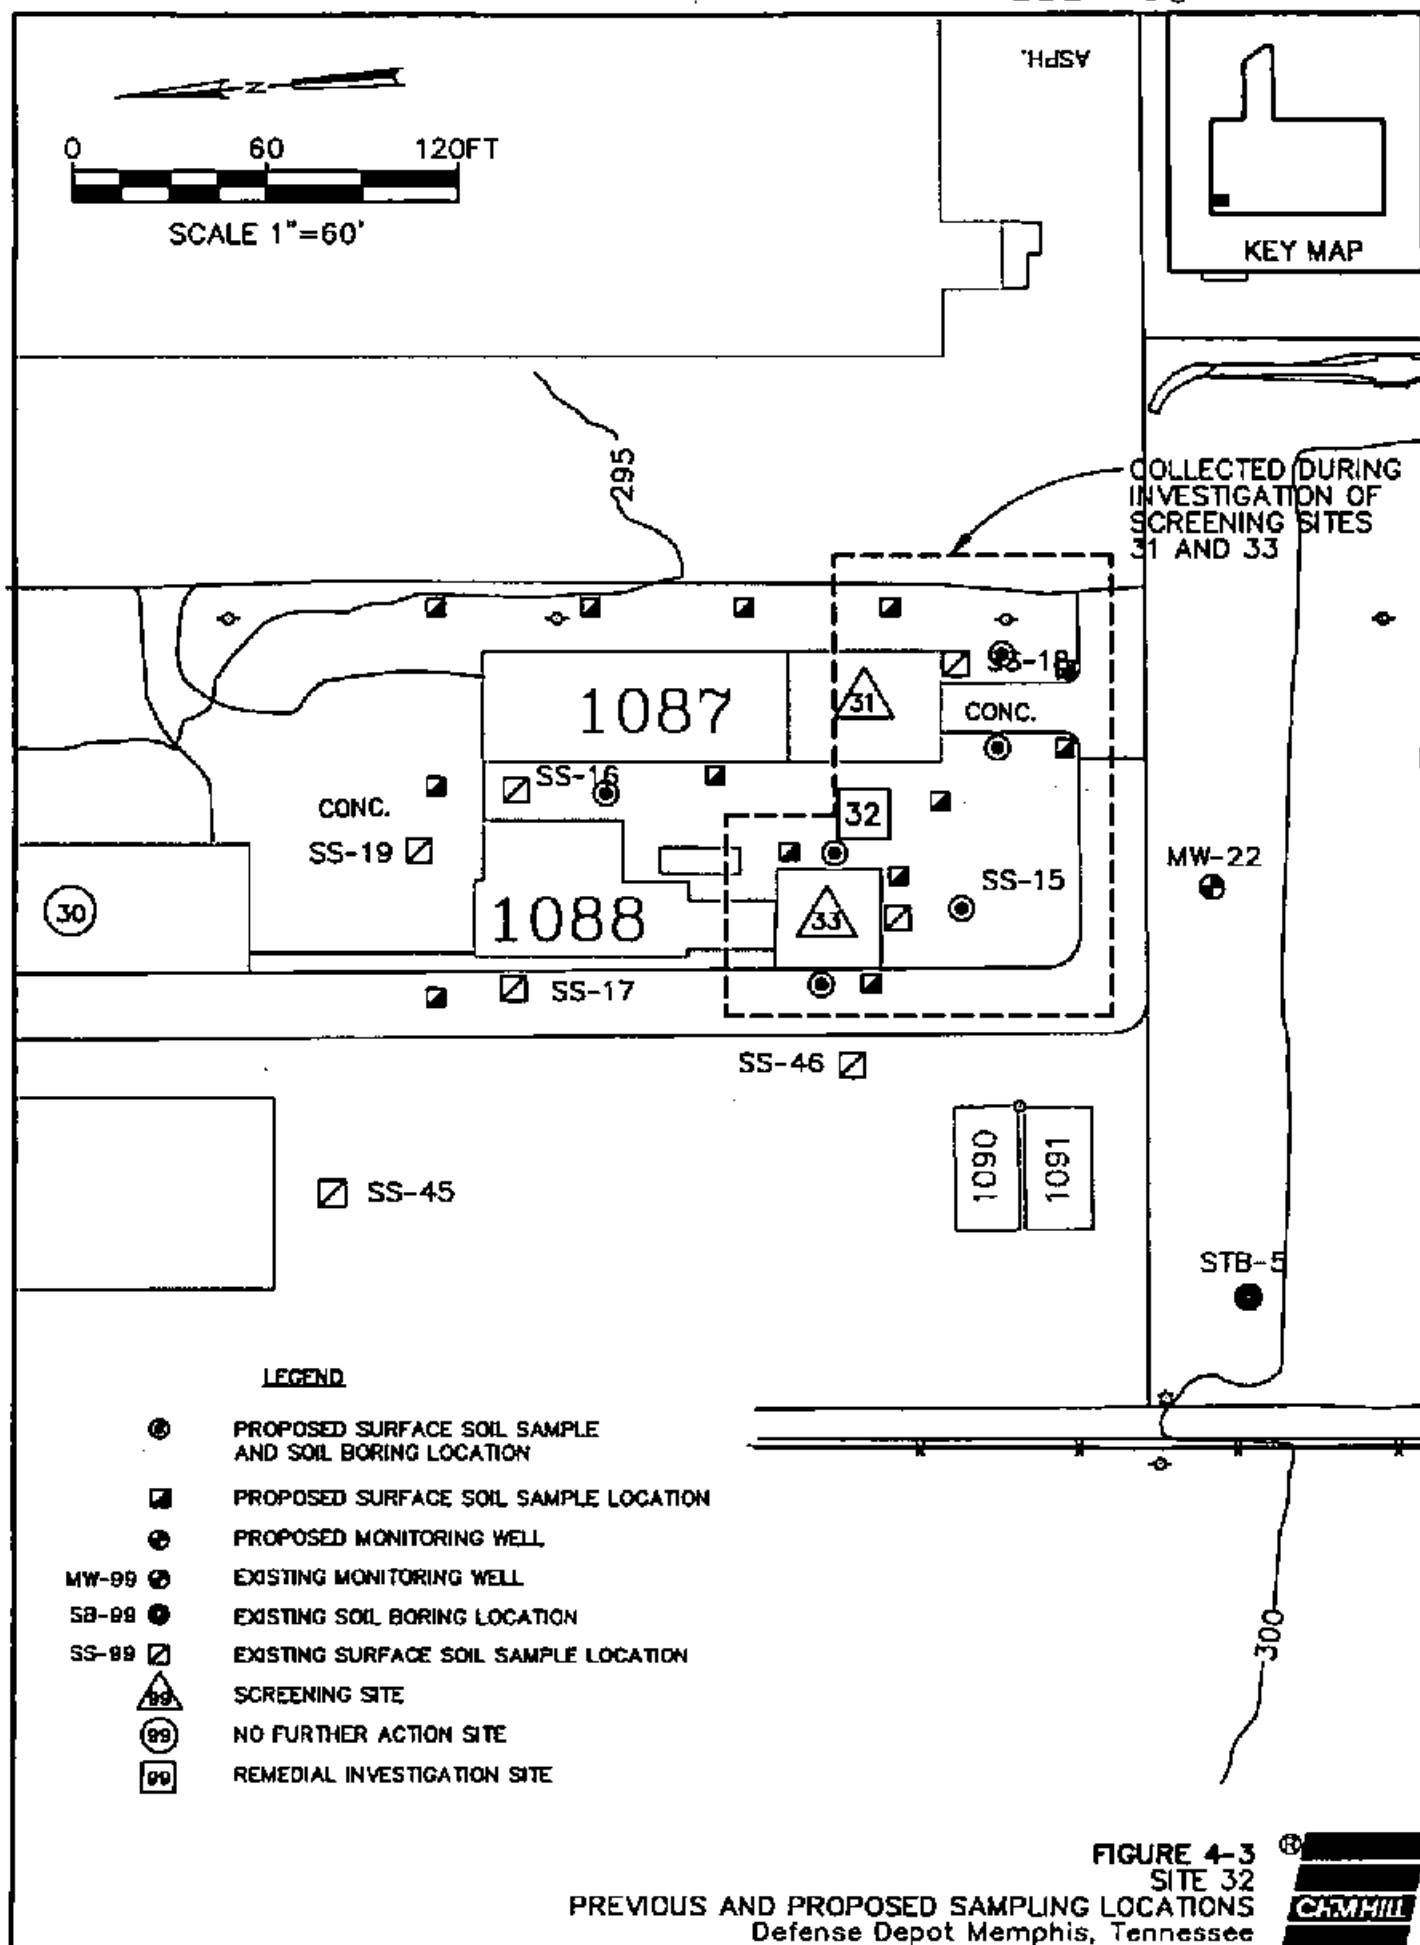 ASPH.
N
0 60 120FT
SCALE 1"=60'
KEY MAP
295
COLLECTED DURING
INVESTIGATION OF
SCREENING SITES
31 AND 33
SS-18
1087
31
CONC.
SS-16
CONC.
32
SS-19
SS-15
MW-22
30
1088
33
SS-17
SS-46
1090
1091
SS-45
STB-5
LEGEND
PROPOSED SURFACE SOIL SAMPLE
AND SOIL BORING LOCATION
PROPOSED SURFACE SOIL SAMPLE LOCATION
PROPOSED MONITORING WELL
MW-99 EXISTING MONITORING WELL
SB-99 EXISTING SOIL BORING LOCATION
SS-99 EXISTING SURFACE SOIL SAMPLE LOCATION
99 SCREENING SITE
99 NO FURTHER ACTION SITE
99 REMEDIAL INVESTIGATION SITE
300
FIGURE 4-3
SITE 32
PREVIOUS AND PROPOSED SAMPLING LOCATIONS
Defense Depot Memphis, Tennessee
®
CH2M HILL